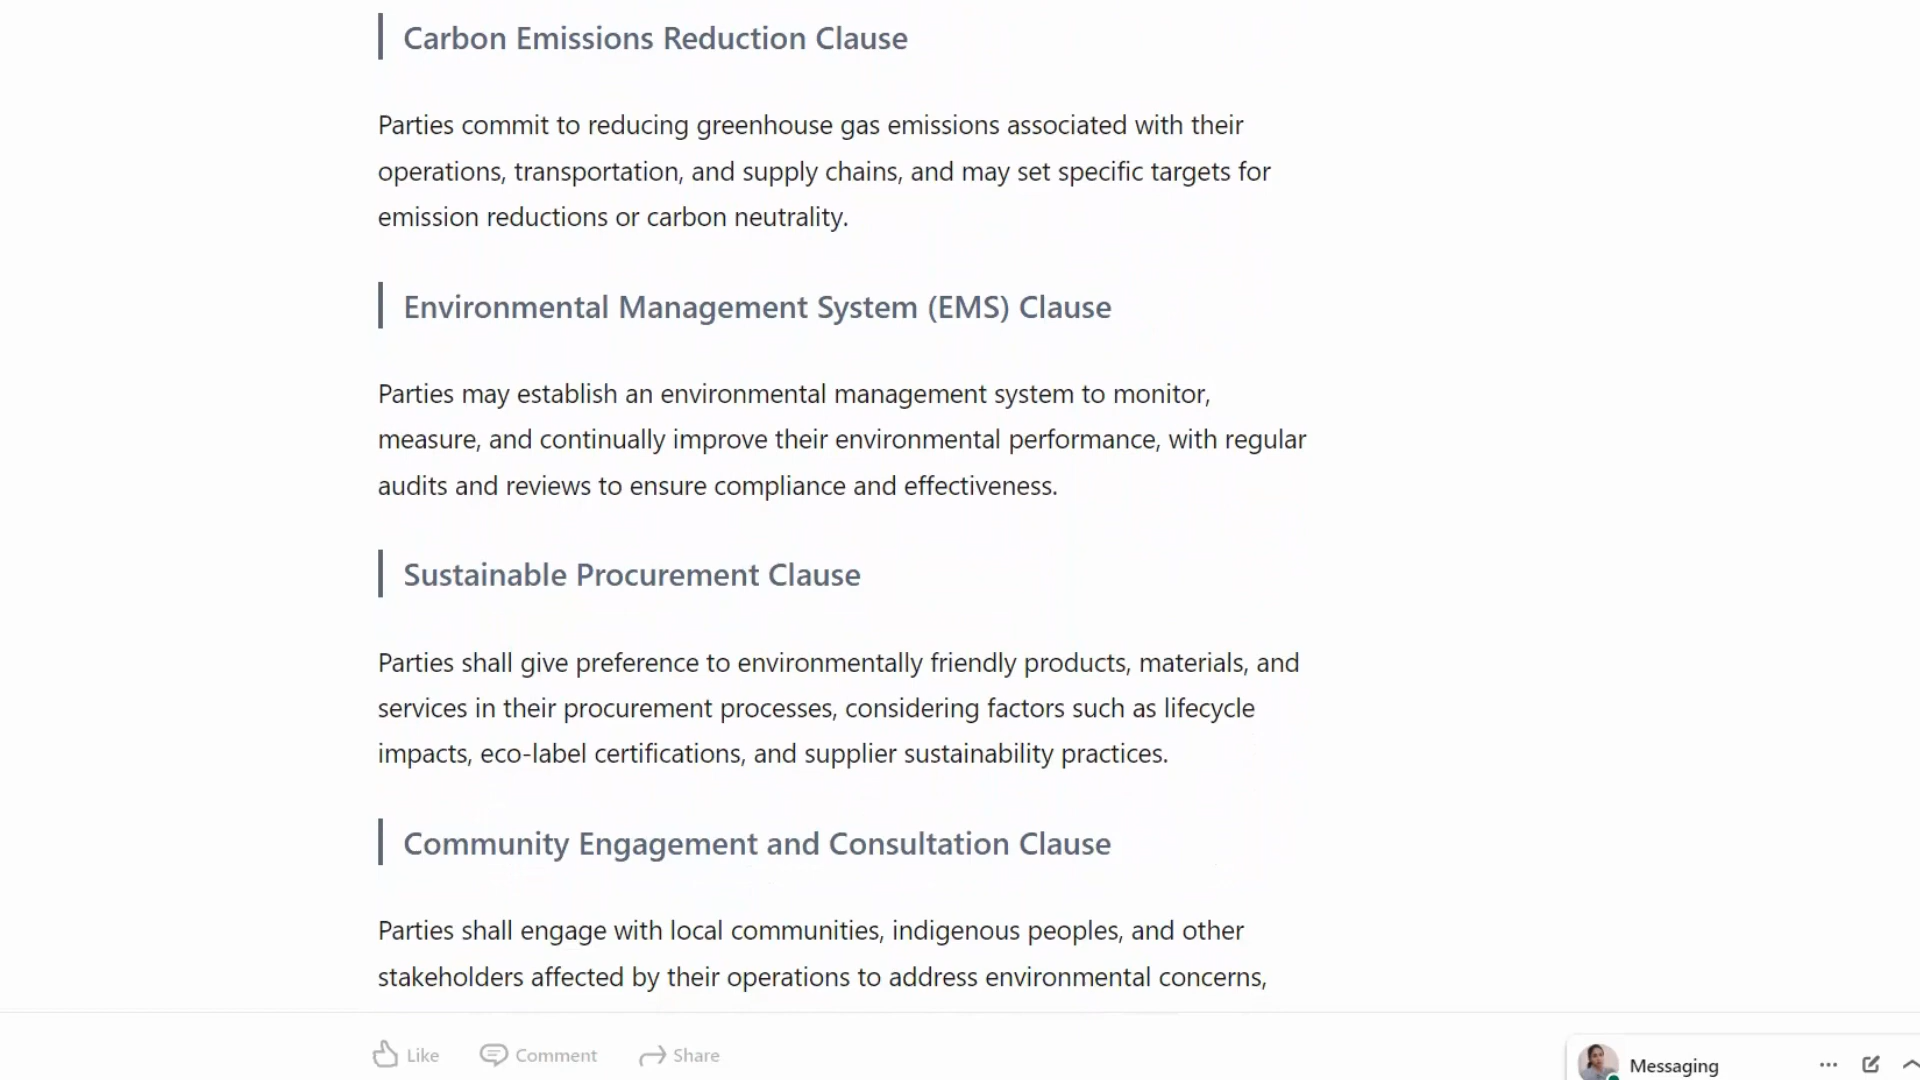 Carbon Emissions Reduction Clause
Parties commit to reducing greenhouse gas emissions associated with their
operations, transportation, and supply chains, and may set specific targets for
emission reductions or carbon neutrality.
Environmental Management System (EMS) Clause
Parties may establish an environmental management system to monitor,
measure, and continually improve their environmental performance, with regular
audits and reviews to ensure compliance and effectiveness.
Sustainable Procurement Clause
Parties shall give preference to environmentally friendly products, materials, and
services in their procurement processes, considering factors such as lifecycle
impacts, eco-label certifications, and supplier sustainability practices.
Community Engagement and Consultation Clause
Parties shall engage with local communities, indigenous peoples, and other
stakeholders affected by their operations to address environmental concerns,
Like Comment Share
Messaging